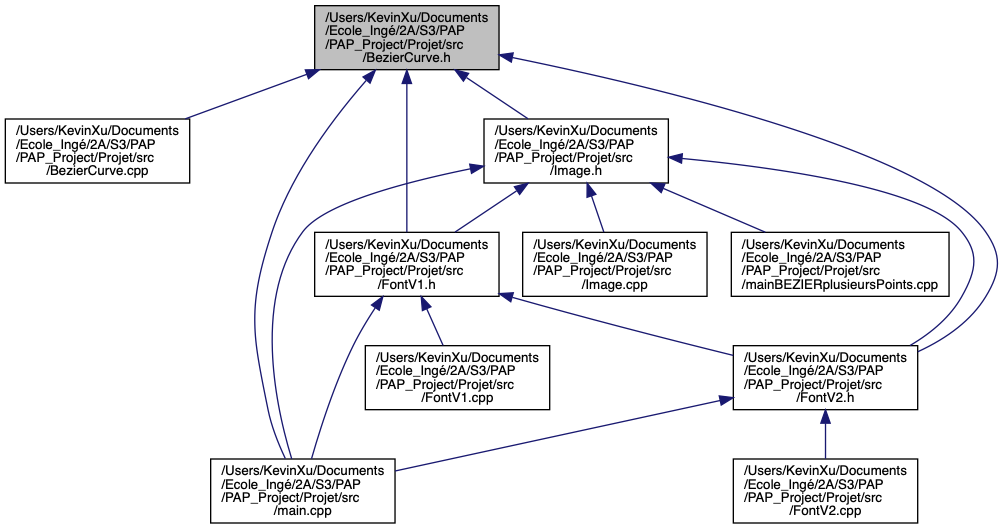 /Users/KevinXu/Documents
/Ecole_Ingé/2A/S3/PAP
/PAP_Project/Projet/src
/BezierCurve.h
/Users/KevinXu/Documents
/Ecole_Ingé/2A/S3/PAP
/PAP_Project/Projet/src
/BezierCurve.cpp
/Users/KevinXu/Documents
/Ecole_Ingé/2A/S3/PAP
/PAP_Project/Projet/src
/Image.h
/Users/KevinXu/Documents
/Ecole_Ingé/2A/S3/PAP
/PAP_Project/Projet/src
/FontV1.h
/Users/KevinXu/Documents
/Ecole_Ingé/2A/S3/PAP
/PAP_Project/Projet/src
/Image.cpp
/Users/KevinXu/Documents
/Ecole_Ingé/2A/S3/PAP
/PAP_Project/Projet/src
/mainBEZIERplusieursPoints.cpp
/Users/KevinXu/Documents
/Ecole_Ingé/2A/S3/PAP
/PAP_Project/Projet/src
/FontV1.cpp
/Users/KevinXu/Documents
/Ecole_Ingé/2A/S3/PAP
/PAP_Project/Projet/src
/FontV2.h
/Users/KevinXu/Documents
/Ecole_Ingé/2A/S3/PAP
/PAP_Project/Projet/src
/main.cpp
/Users/KevinXu/Documents
/Ecole_Ingé/2A/S3/PAP
/PAP_Project/Projet/src
/FontV2.cpp